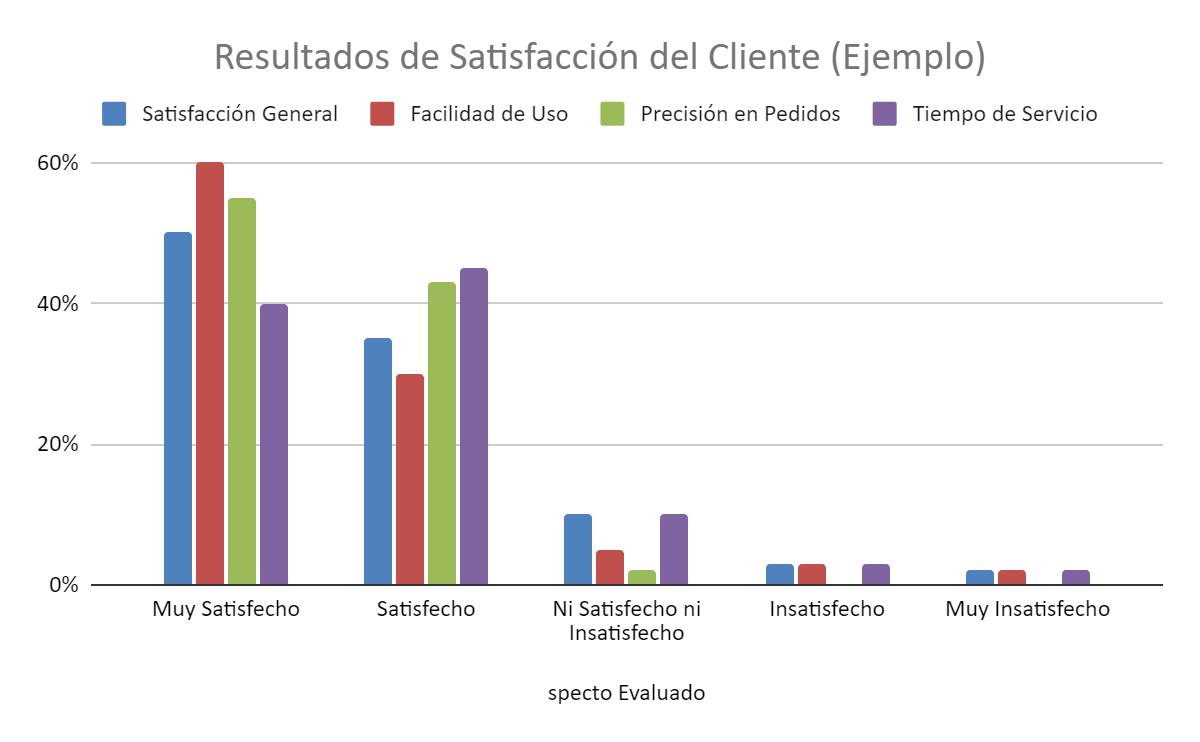 Resultados de Satisfacción del Cliente (Ejemplo)
Satisfacción General Facilidad de Uso Precisión en Pedidos Tiempo de Servicio
60%
40%
20%
0%
Muy Satisfecho Satisfecho Ni Satisfecho ni Insatisfecho Muy Insatisfecho
Insatisfecho
specto Evaluado